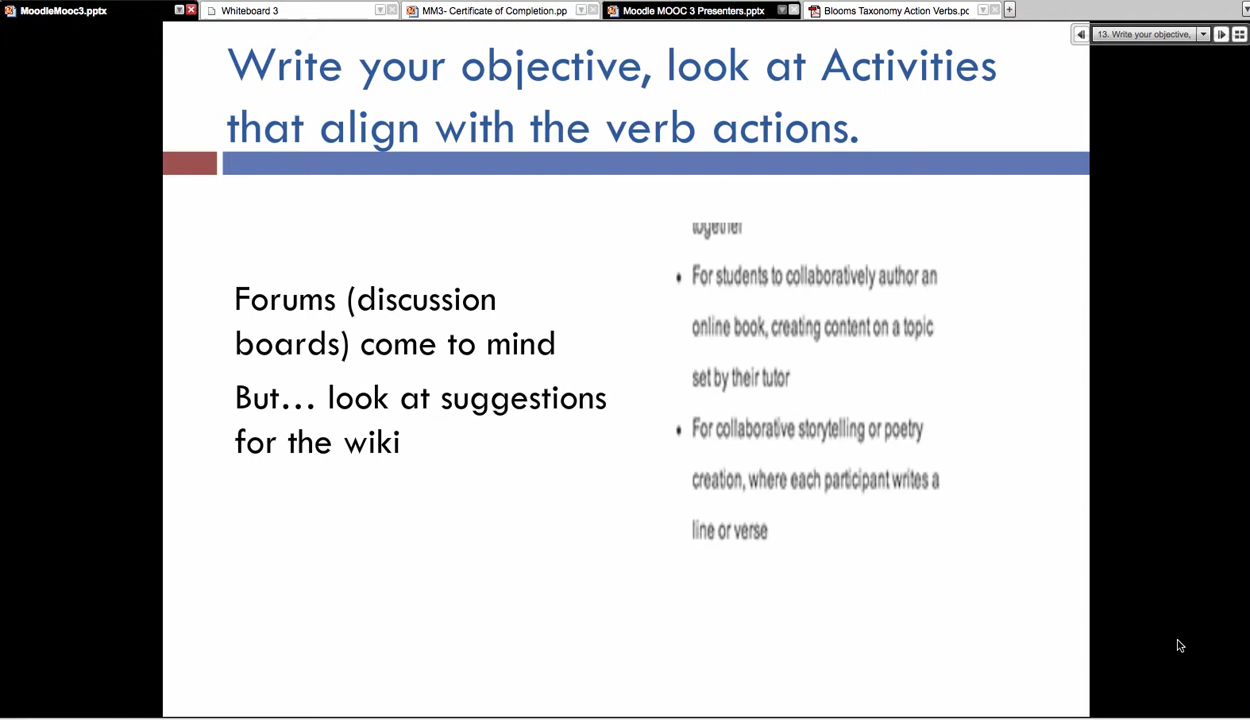 MoodleMooc3.pptx
Whiteboard 3
MM3- Certificate of Completion.pp
Moodle MOOC 3 Presenters.pptx
Blooms Taxonomy Action Verbs.pc
13. Write your objective,
Write your objective, look at Activities
that align with the verb actions.
Forums (discussion
boards) come to mind
But... look at suggestions
for the wiki
together
• For students to collaboratively author an
online book, creating content on a topic
set by their tutor
• For collaborative storytelling or poetry
creation, where each participant writes a
line or verse